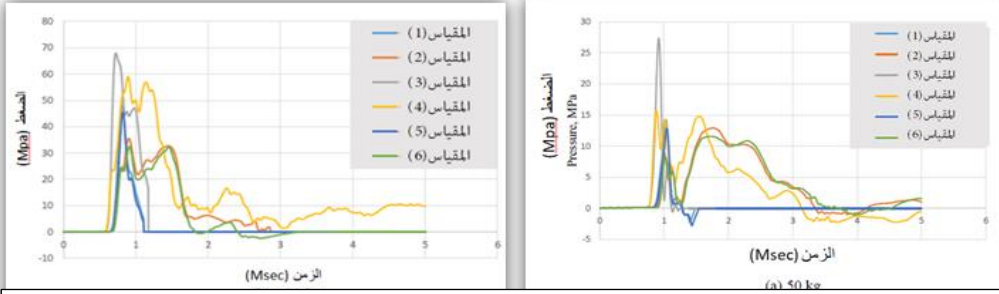 80
70
60
50
40
30
20
10
0
-10
0
1
2
3
4
5
6
الضغط (Mpa)
الزمن (Msec)
المقياس(1)
المقياس(2)
المقياس(3)
المقياس(4)
المقياس(5)
المقياس(6)
30
25
20
15
10
5
0
-5
0
1
2
3
4
5
6
الضغط (Mpa)
Pressure, MPa
الزمن (Msec)
المقياس(1)
المقياس(2)
المقياس(3)
المقياس(4)
المقياس(5)
المقياس(6)
(a) 50 kg